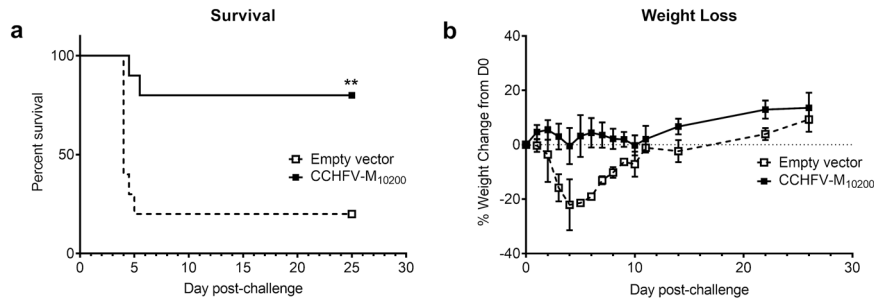 a
Survival
Percent survival
100
50
0
**
Empty vector
CCHFV-M10200
0 5 10 15 20 25 30
Day post-challenge
b
Weight Loss
% Weight Change from D0
40
20
0
-20
-40
Empty vector
CCHFV-M10200
0 10 20 30
Day post-challenge